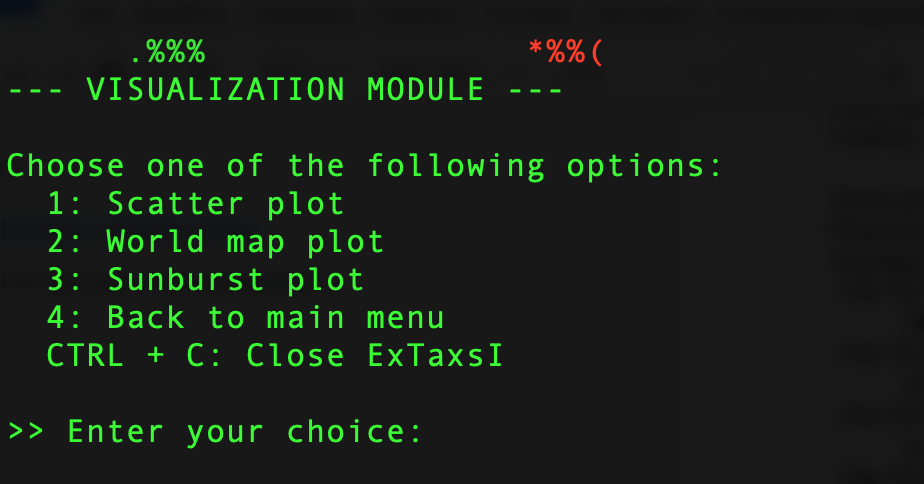 .%%% *%%(
--- VISUALIZATION MODULE ---
Choose one of the following options:
1: Scatter plot
2: World map plot
3: Sunburst plot
4: Back to main menu
CTRL + C: Close ExTaxsI
>> Enter your choice: